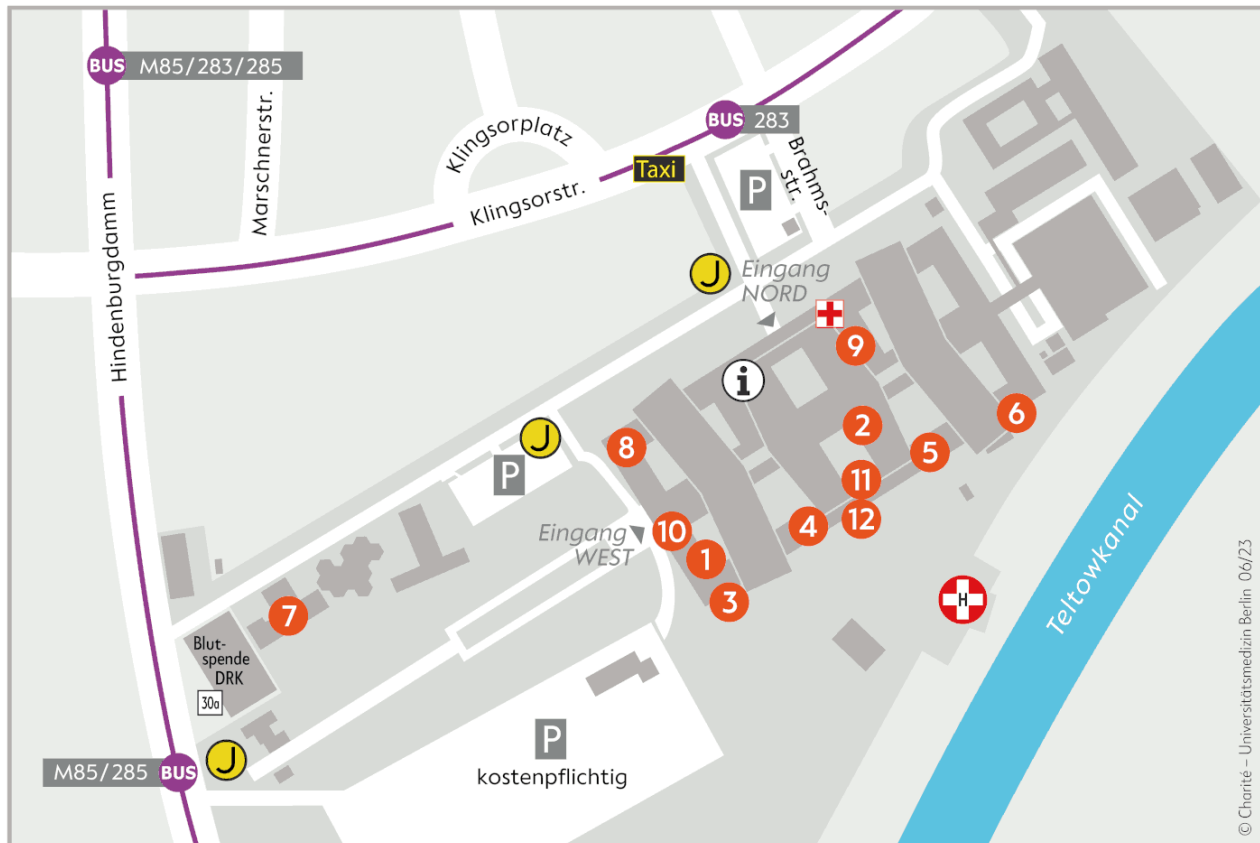 BUS M85/283/285
Marschnerstr.
Klingsorplatz
BUS 283
Taxi
Klingsorstr.
P
Brahms-
str.
Hindenburgdamm
J
Eingang
NORD
9
i
8
2
6
J
5
P
11
10
4
12
Eingang
WEST
1
3
H
7
Blut-
spende
DRK
30a
Teltowkanal
P
kostenpflichtig
M85/285 BUS
J
© Charité – Universitätsmedizin Berlin 06/23